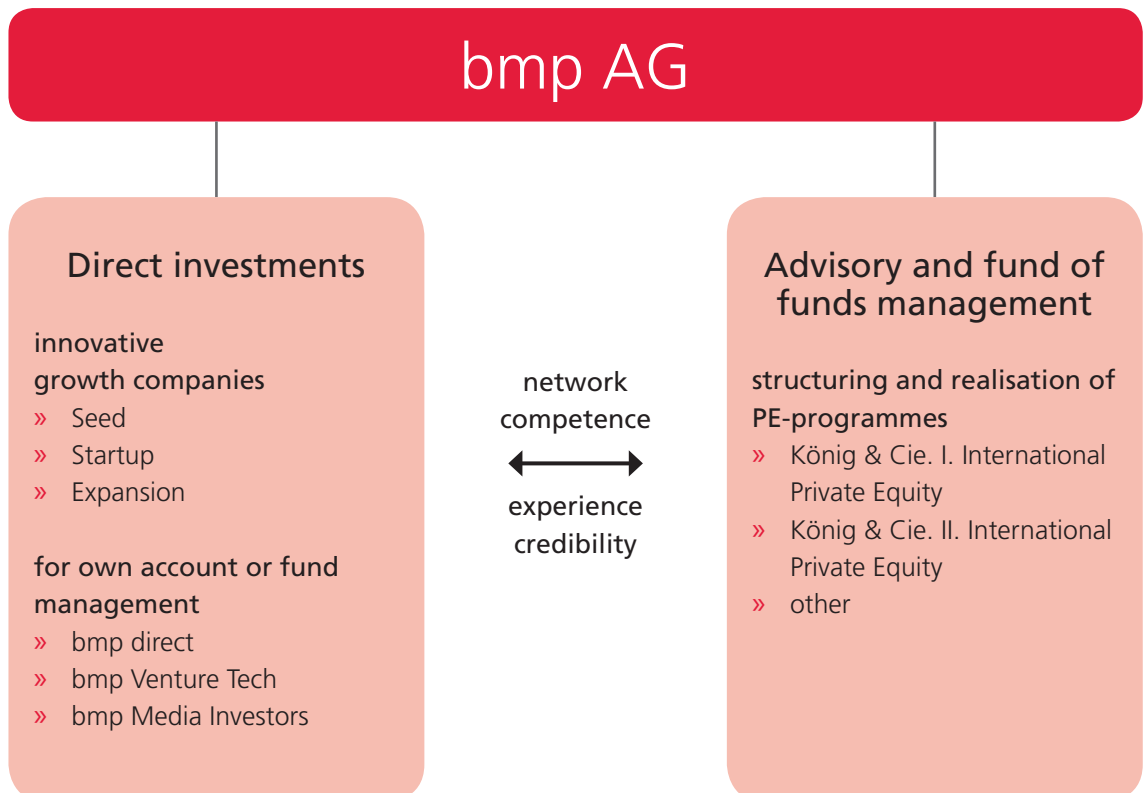 bmp AG
Direct investments
innovative
growth companies
» Seed
» Startup
» Expansion
for own account or fund
management
» bmp direct
» bmp Venture Tech
» bmp Media Investors
network
competence
experience
credibility
Advisory and fund of
funds management
structuring and realisation of
PE-programmes
» König & Cie. I. International
Private Equity
» König & Cie. II. International
Private Equity
» other